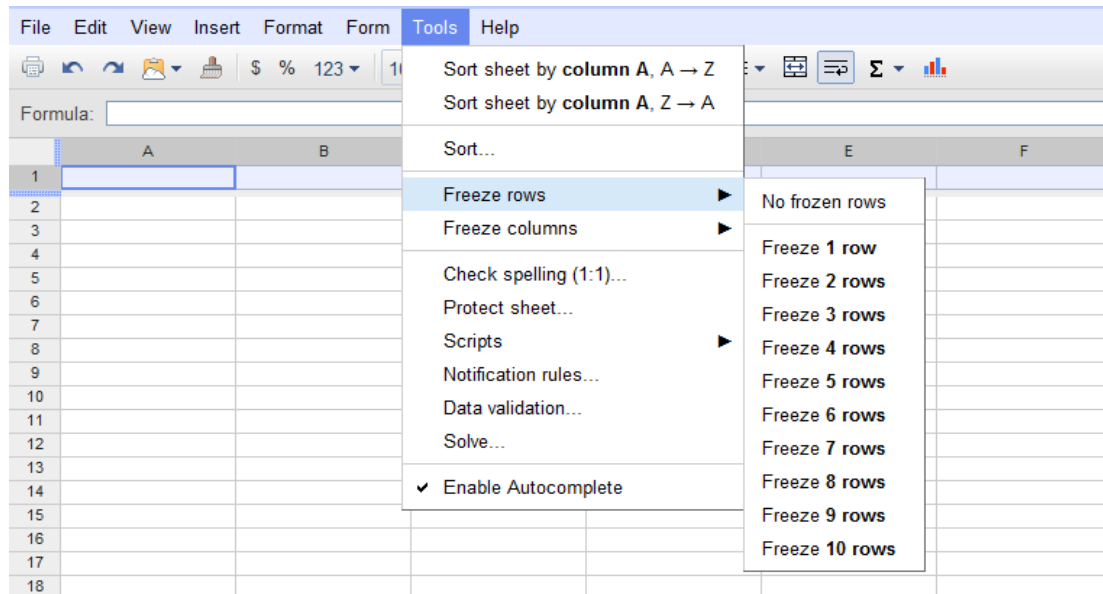 File Edit View Insert Format Form Tools Help
$ % 123 Σ
Formula:
A B E F
1
2
3
4
5
6
7
8
9
10
11
12
13
14
15
16
17
18
Sort sheet by column A, A → Z
Sort sheet by column A, Z → A
Sort...
Freeze rows
Freeze columns
Check spelling (1:1)...
Protect sheet...
Scripts
Notification rules...
Data validation...
Solve...
Enable Autocomplete
No frozen rows
Freeze 1 row
Freeze 2 rows
Freeze 3 rows
Freeze 4 rows
Freeze 5 rows
Freeze 6 rows
Freeze 7 rows
Freeze 8 rows
Freeze 9 rows
Freeze 10 rows